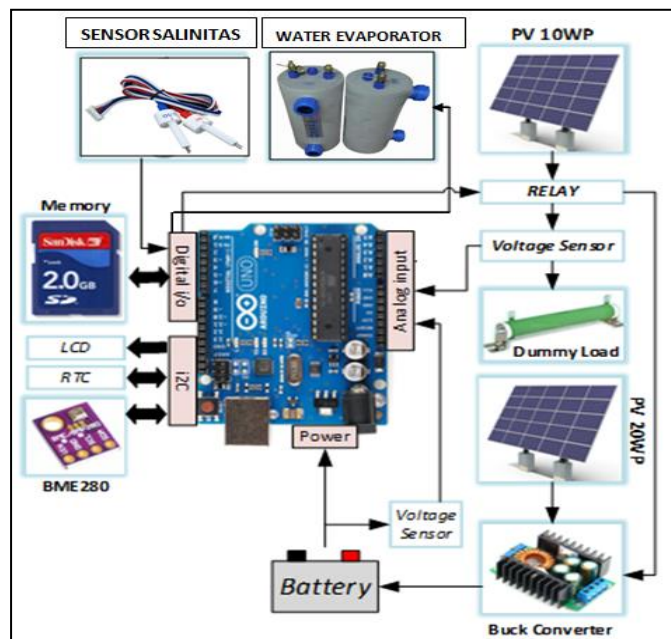 SENSOR SALINITAS
WATER EVAPORATOR
PV 10WP
RELAY
Memory
SanDisk
2.0GB
SD
Digital I/o
UNO
ARDUINO
Analog input
Voltage Sensor
Dummy Load
LCD
RTC
i2C
BME280
PV 20WP
Power
Voltage
Sensor
Battery
Buck Converter